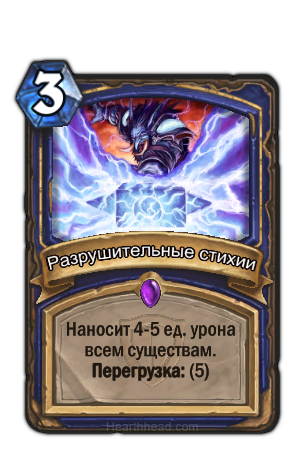 3
Разрушительные стихии
Наносит 4-5 ед. урона
всем существам.
Перегрузка: (5)
Hearthhead.com